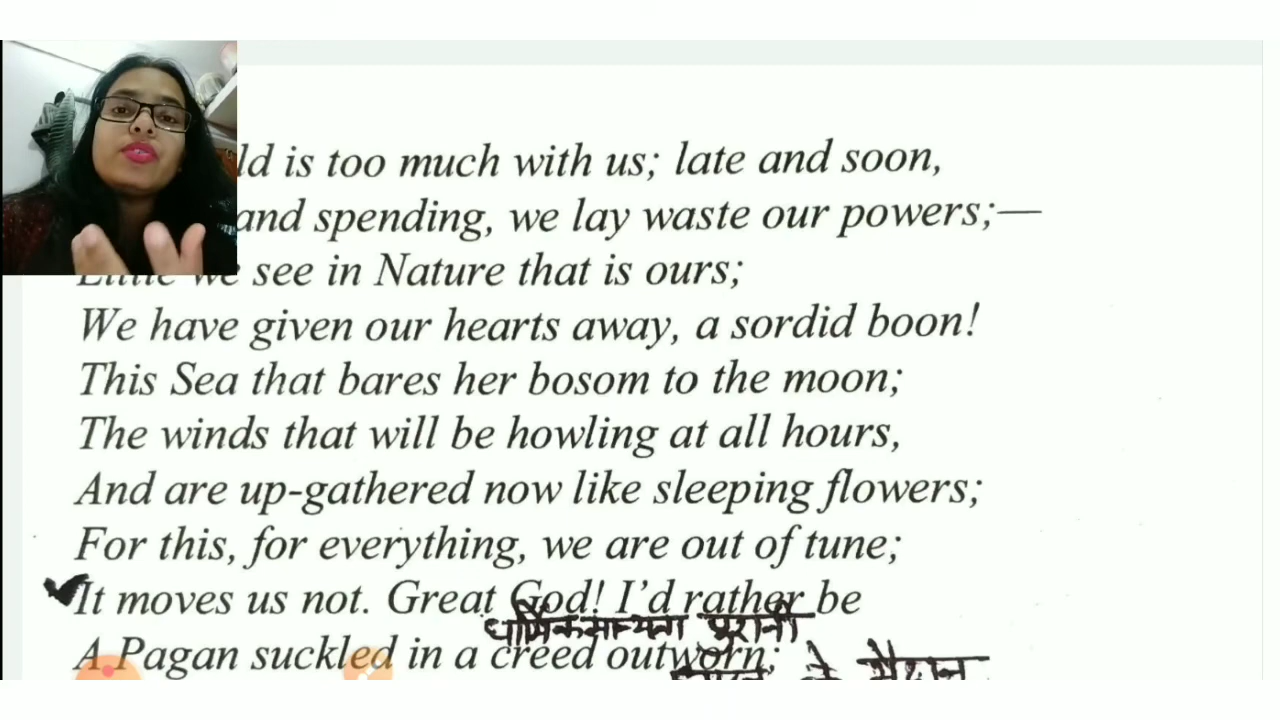 ld is too much with us; late and soon,
and spending, we lay waste our powers;—
Little we see in Nature that is ours;
We have given our hearts away, a sordid boon!
This Sea that bares her bosom to the moon;
The winds that will be howling at all hours,
And are up-gathered now like sleeping flowers;
For this, for everything, we are out of tune;
It moves us not. Great God! I'd rather be
धार्मिक मान्यता पुरानी
A Pagan suckled in a creed outworn;
के मैदान